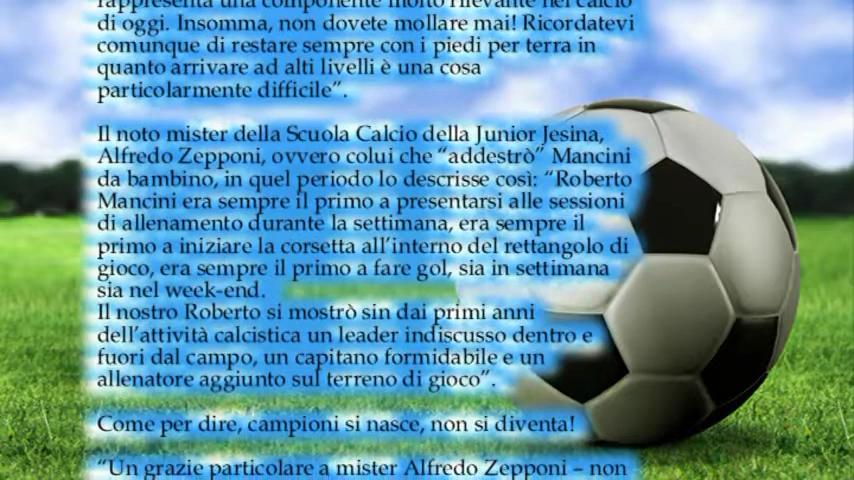 rappresenta una componente molto rilevante nel calcio
di oggi. Insomma, non dovete mollare mai! Ricordatevi
comunque di restare sempre con i piedi per terra in
quanto arrivare ad alti livelli è una cosa
particolarmente difficile”.
Il noto mister della Scuola Calcio della Junior Jesina,
Alfredo Zepponi, ovvero colui che “addestrò” Mancini
da bambino, in quel periodo lo descrisse così: “Roberto
Mancini era sempre il primo a presentarsi alle sessioni
di allenamento durante la settimana, era sempre il
primo a iniziare la corsetta all’interno del rettangolo di
gioco, era sempre il primo a fare gol, sia in settimana
sia nel week-end.
Il nostro Roberto si mostrò sin dai primi anni
dell’attività calcistica un leader indiscusso dentro e
fuori dal campo, un capitano formidabile e un
allenatore aggiunto sul terreno di gioco”.
Come per dire, campioni si nasce, non si diventa!
“Un grazie particolare a mister Alfredo Zepponi – non